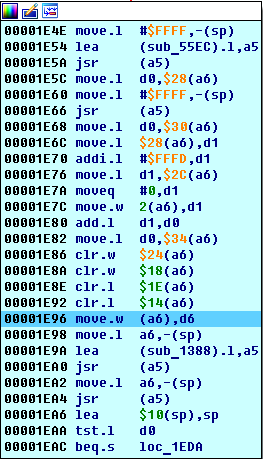 00001E4E move.l #$FFFF,-(sp)
00001E54 lea (sub_55EC).l,a5
00001E5A jsr (a5)
00001E5C move.l d0,$28(a6)
00001E60 move.l #$FFFF,-(sp)
00001E66 jsr (a5)
00001E68 move.l d0,$30(a6)
00001E6C move.l $28(a6),d1
00001E70 addi.l #$FFFD,d1
00001E76 move.l d1,$2C(a6)
00001E7A moveq #0,d1
00001E7C move.w 2(a6),d1
00001E80 add.l d1,d0
00001E82 move.l d0,$34(a6)
00001E86 clr.w $24(a6)
00001E8A clr.w $18(a6)
00001E8E clr.l $1E(a6)
00001E92 clr.l $14(a6)
00001E96 move.w (a6),d6
00001E98 move.l a6,-(sp)
00001E9A lea (sub_1388).l,a5
00001EA0 jsr (a5)
00001EA2 move.l a6,-(sp)
00001EA4 jsr (a5)
00001EA6 lea $10(sp),sp
00001EAA tst.l d0
00001EAC beq.s loc_1EDA